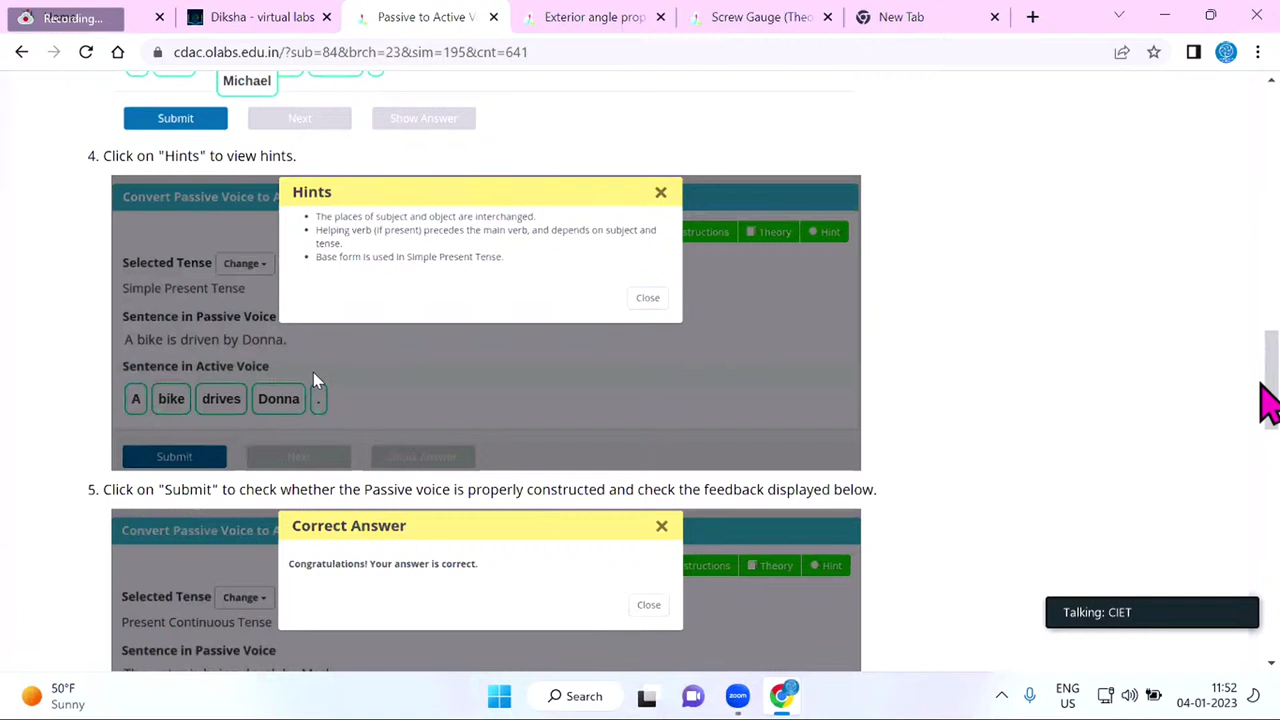 Recording...
Diksha - virtual labs
Passive to Active V
Exterior angle prop
Screw Gauge (Theo
New Tab
cdac.olabs.edu.in/?sub=84&brch=23&sim=195&cnt=641
Michael
Submit Next Show Answer
4. Click on "Hints" to view hints.
Convert Passive Voice to A
Hints
The places of subject and object are interchanged.
Helping verb (if present) precedes the main verb, and depends on subject and
tense.
Base form is used in Simple Present Tense.
Close
structions Theory Hint
Selected Tense Change
Simple Present Tense
Sentence in Passive Voice
A bike is driven by Donna.
Sentence in Active Voice
A bike drives Donna .
Submit Next Show Answer
5. Click on "Submit" to check whether the Passive voice is properly constructed and check the feedback displayed below.
Convert Passive Voice to A
Correct Answer
Congratulations! Your answer is correct.
Close
structions Theory Hint
Selected Tense Change
Present Continuous Tense
Sentence in Passive Voice
Talking: CIET
50°F
Sunny
Search
zoom
ENG
US
11:52
04-01-2023